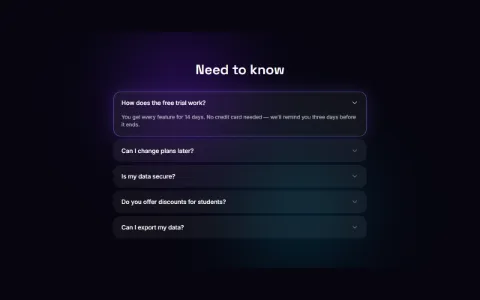 Need to know
How does the free trial work?
You get every feature for 14 days. No credit card needed — we'll remind you three days before
it ends.
Can I change plans later?
Is my data secure?
Do you offer discounts for students?
Can I export my data?